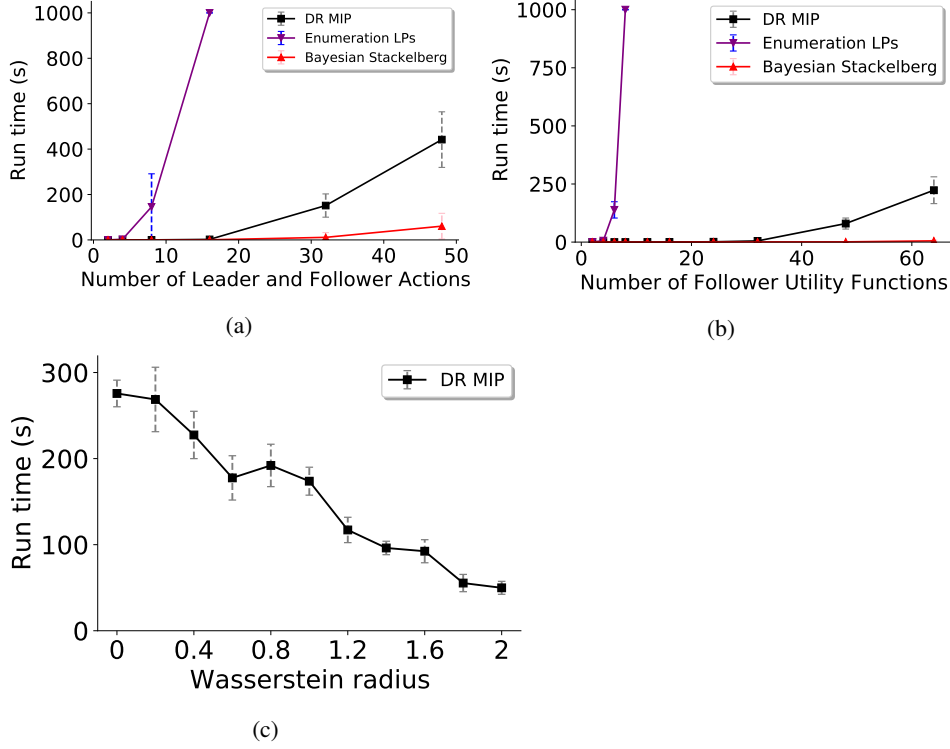 1000
800
600
400
200
0
Run time (s)
DR MIP
Enumeration LPs
Bayesian Stackelberg
0 10 20 30 40 50
Number of Leader and Follower Actions
(a)
1000
750
500
250
0
Run time (s)
DR MIP
Enumeration LPs
Bayesian Stackelberg
0 20 40 60
Number of Follower Utility Functions
(b)
300
200
100
0
Run time (s)
DR MIP
0 0.4 0.8 1.2 1.6 2
Wasserstein radius
(c)